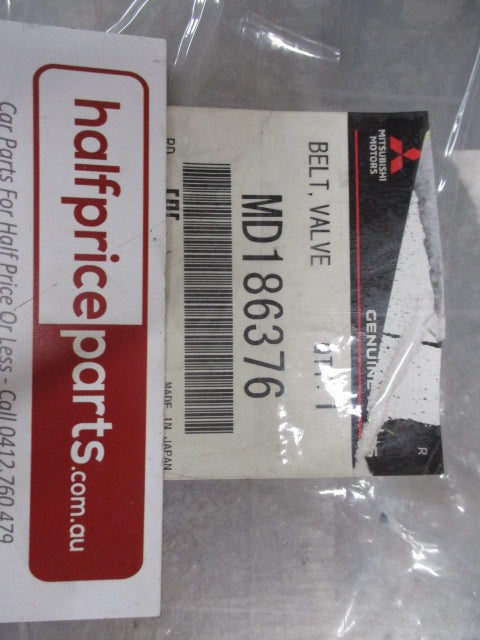 halfpriceparts.com.au
Car Parts For Half Price Or Less - Call 0412 760 479
MITSUBISHI
MOTORS
GENUINE
R
BELT, VALVE
MD186376
MADE IN JAPAN